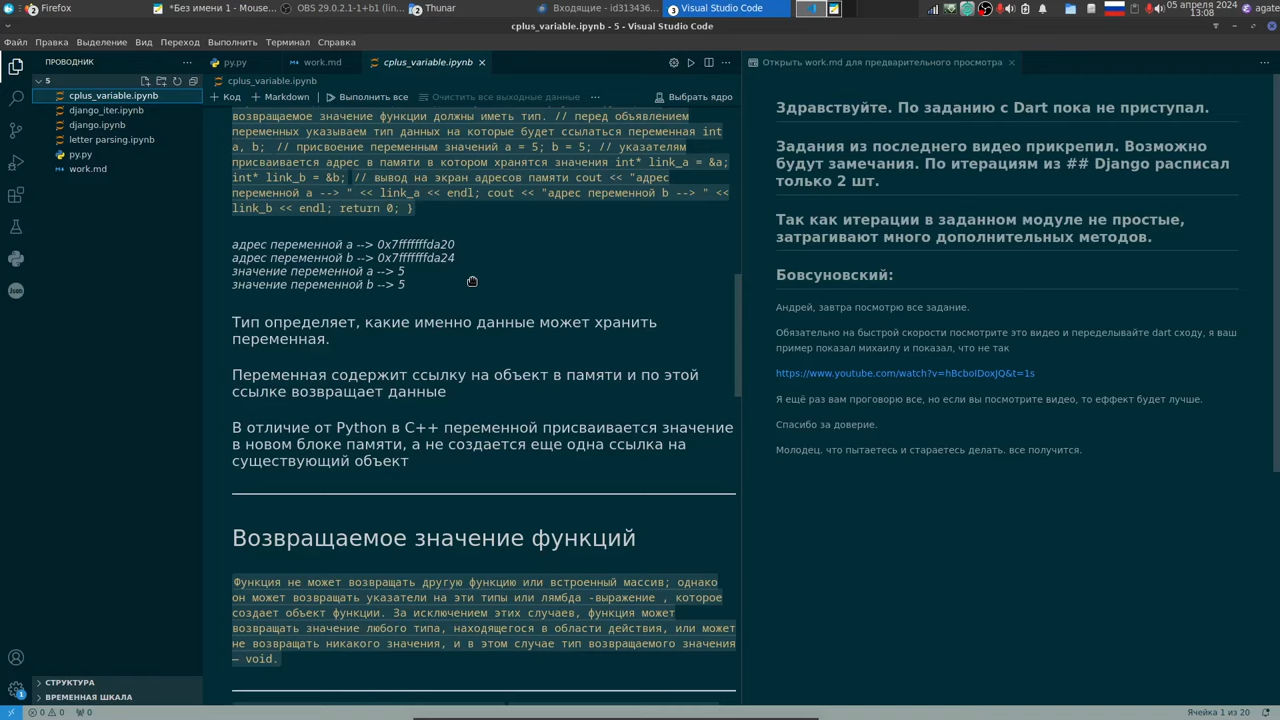 Firefox
*Без имени 1 - Mouse...
OBS 29.0.2.1-1+b1 (lin...
Thunar
Входящие - id313436...
Visual Studio Code
05 апреля 2024
13:08
agate
cplus_variable.ipynb - 5 - Visual Studio Code
Файл Правка Выделение Вид Переход Выполнить Терминал Справка
ПРОВОДНИК
5
cplus_variable.ipynb
django_iter.ipynb
django.ipynb
letter parsing.ipynb
py.py
work.md
СТРУКТУРА
ВРЕМЕННАЯ ШКАЛА
py.py
work.md
cplus_variable.ipynb
cplus_variable.ipynb
+ Код + Markdown Выполнить все Очистить все выходные данные ... Выбрать ядро
возвращаемое значение функции должны иметь тип. // перед объявлением
переменных указываем тип данных на которые будет ссылаться переменная int
a, b; // присвоение переменным значений a = 5; b = 5; // указателям
присваивается адрес в памяти в котором хранятся значения int* link_a = &a;
int* link_b = &b; // вывод на экран адресов памяти cout << "адрес
переменной a --> " << link_a << endl; cout << "адрес переменной b --> " <<
link_b << endl; return 0; }
адрес переменной a --> 0x7fffffffda20
адрес переменной b --> 0x7fffffffda24
значение переменной a --> 5
значение переменной b --> 5
Тип определяет, какие именно данные может хранить
переменная.
Переменная содержит ссылку на объект в памяти и по этой
ссылке возвращает данные
В отличие от Python в C++ переменной присваивается значение
в новом блоке памяти, а не создается еще одна ссылка на
существующий объект
Возвращаемое значение функций
Функция не может возвращать другую функцию или встроенный массив; однако
он может возвращать указатели на эти типы или лямбда -выражение , которое
создает объект функции. За исключением этих случаев, функция может
возвращать значение любого типа, находящегося в области действия, или может
не возвращать никакого значения, и в этом случае тип возвращаемого значения
— void.
Открыть work.md для предварительного просмотра
Здравствуйте. По заданию с Dart пока не приступал.
Задания из последнего видео прикрепил. Возможно
будут замечания. По итерациям из ## Django расписал
только 2 шт.
Так как итерации в заданном модуле не простые,
затрагивают много дополнительных методов.
Бовсуновский:
Андрей, завтра посмотрю все задание.
Обязательно на быстрой скорости посмотрите это видео и переделывайте dart сходу, я ваш
пример показал михаилу и показал, что не так
https://www.youtube.com/watch?v=hBcbolDoxJQ&t=1s
Я ещё раз вам проговорю все, но если вы посмотрите видео, то еффект будет лучше.
Спасибо за доверие.
Молодец. что пытаетесь и стараетесь делать. все получится.
0 0 0
Ячейка 1 из 20